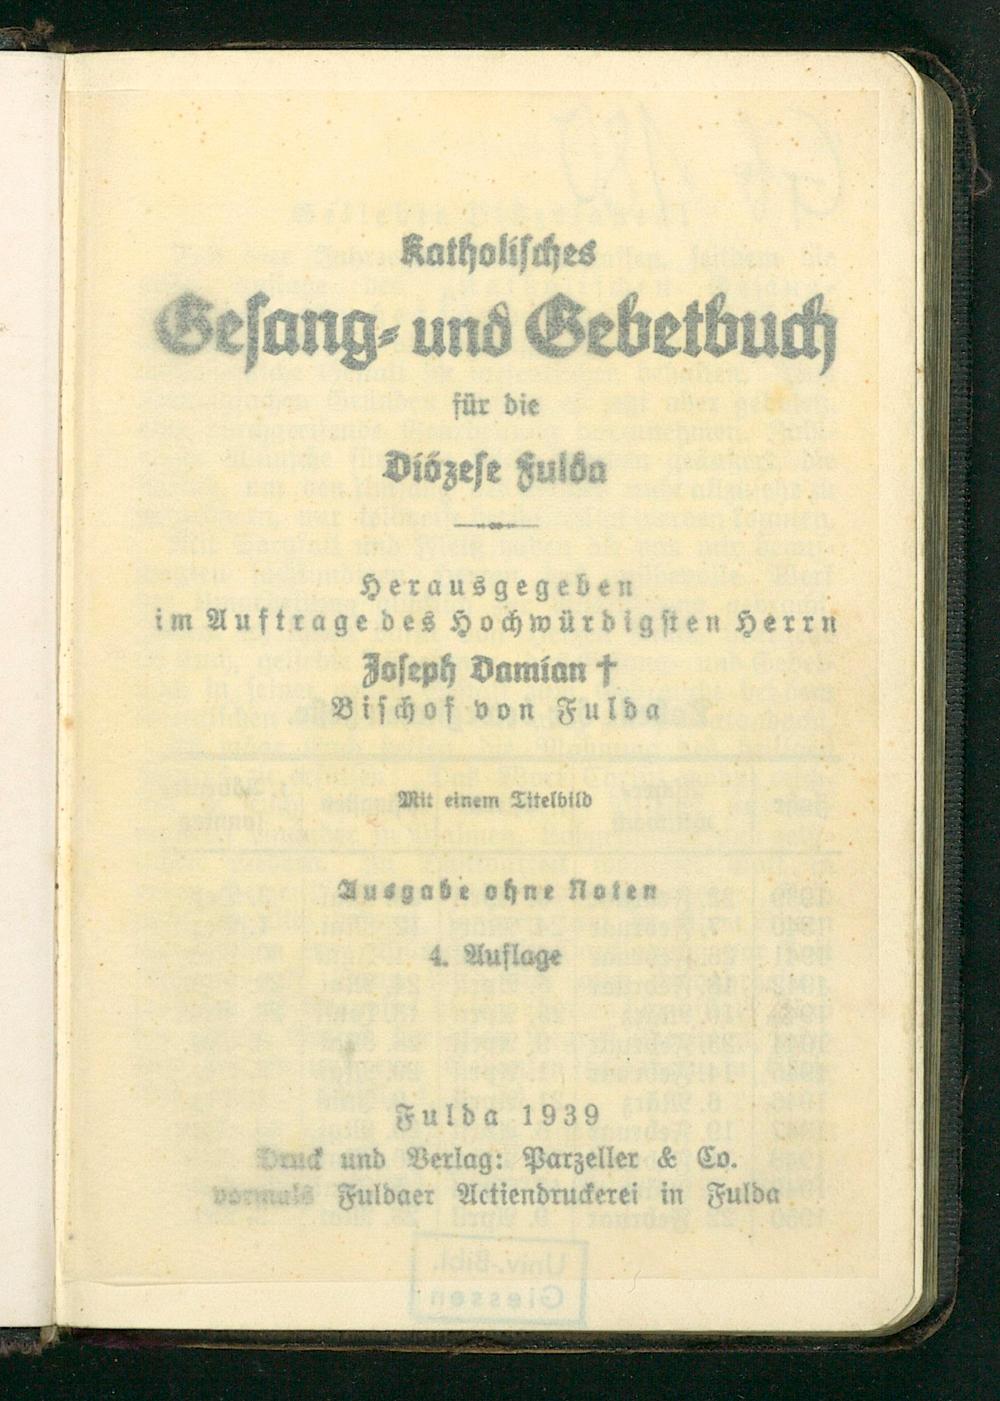 Katholisches
Gesang- und Gebetbuch
für die
Diözese Fulda
Herausgegeben
im Auftrage des Hochwürdigsten Herrn
Joseph Damian †
Bischof von Fulda
Mit einem Titelbild
Ausgabe ohne Noten
4. Auflage
Fulda 1939
Druck und Verlag: Parzeller & Co.
vormals Fuldaer Actiendruckerei in Fulda
Univ.-Bibl.
Giessen